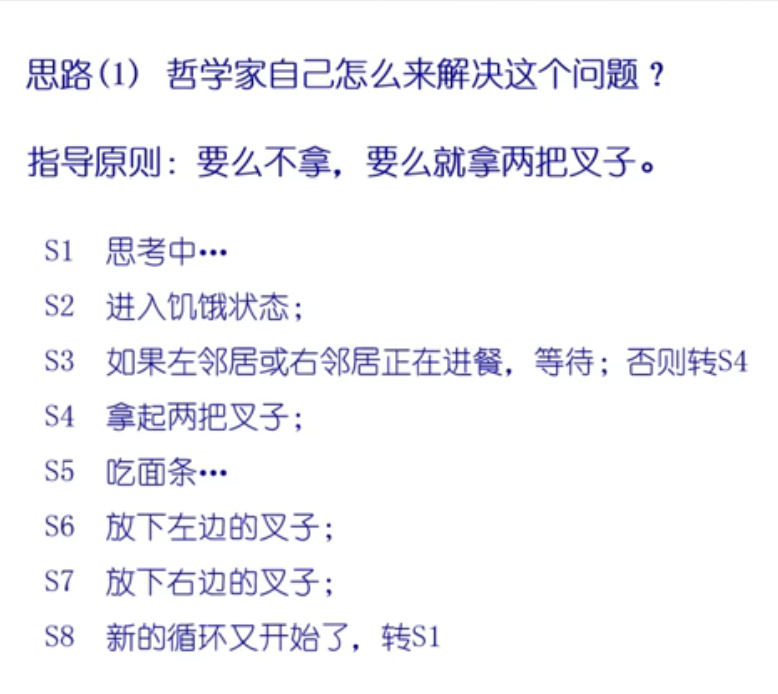 思路(1) 哲学家自己怎么来解决这个问题？
指导原则：要么不拿，要么就拿两把叉子。
S1 思考中…
S2 进入饥饿状态；
S3 如果左邻居或右邻居正在进餐，等待；否则转S4
S4 拿起两把叉子；
S5 吃面条…
S6 放下左边的叉子；
S7 放下右边的叉子；
S8 新的循环又开始了，转S1